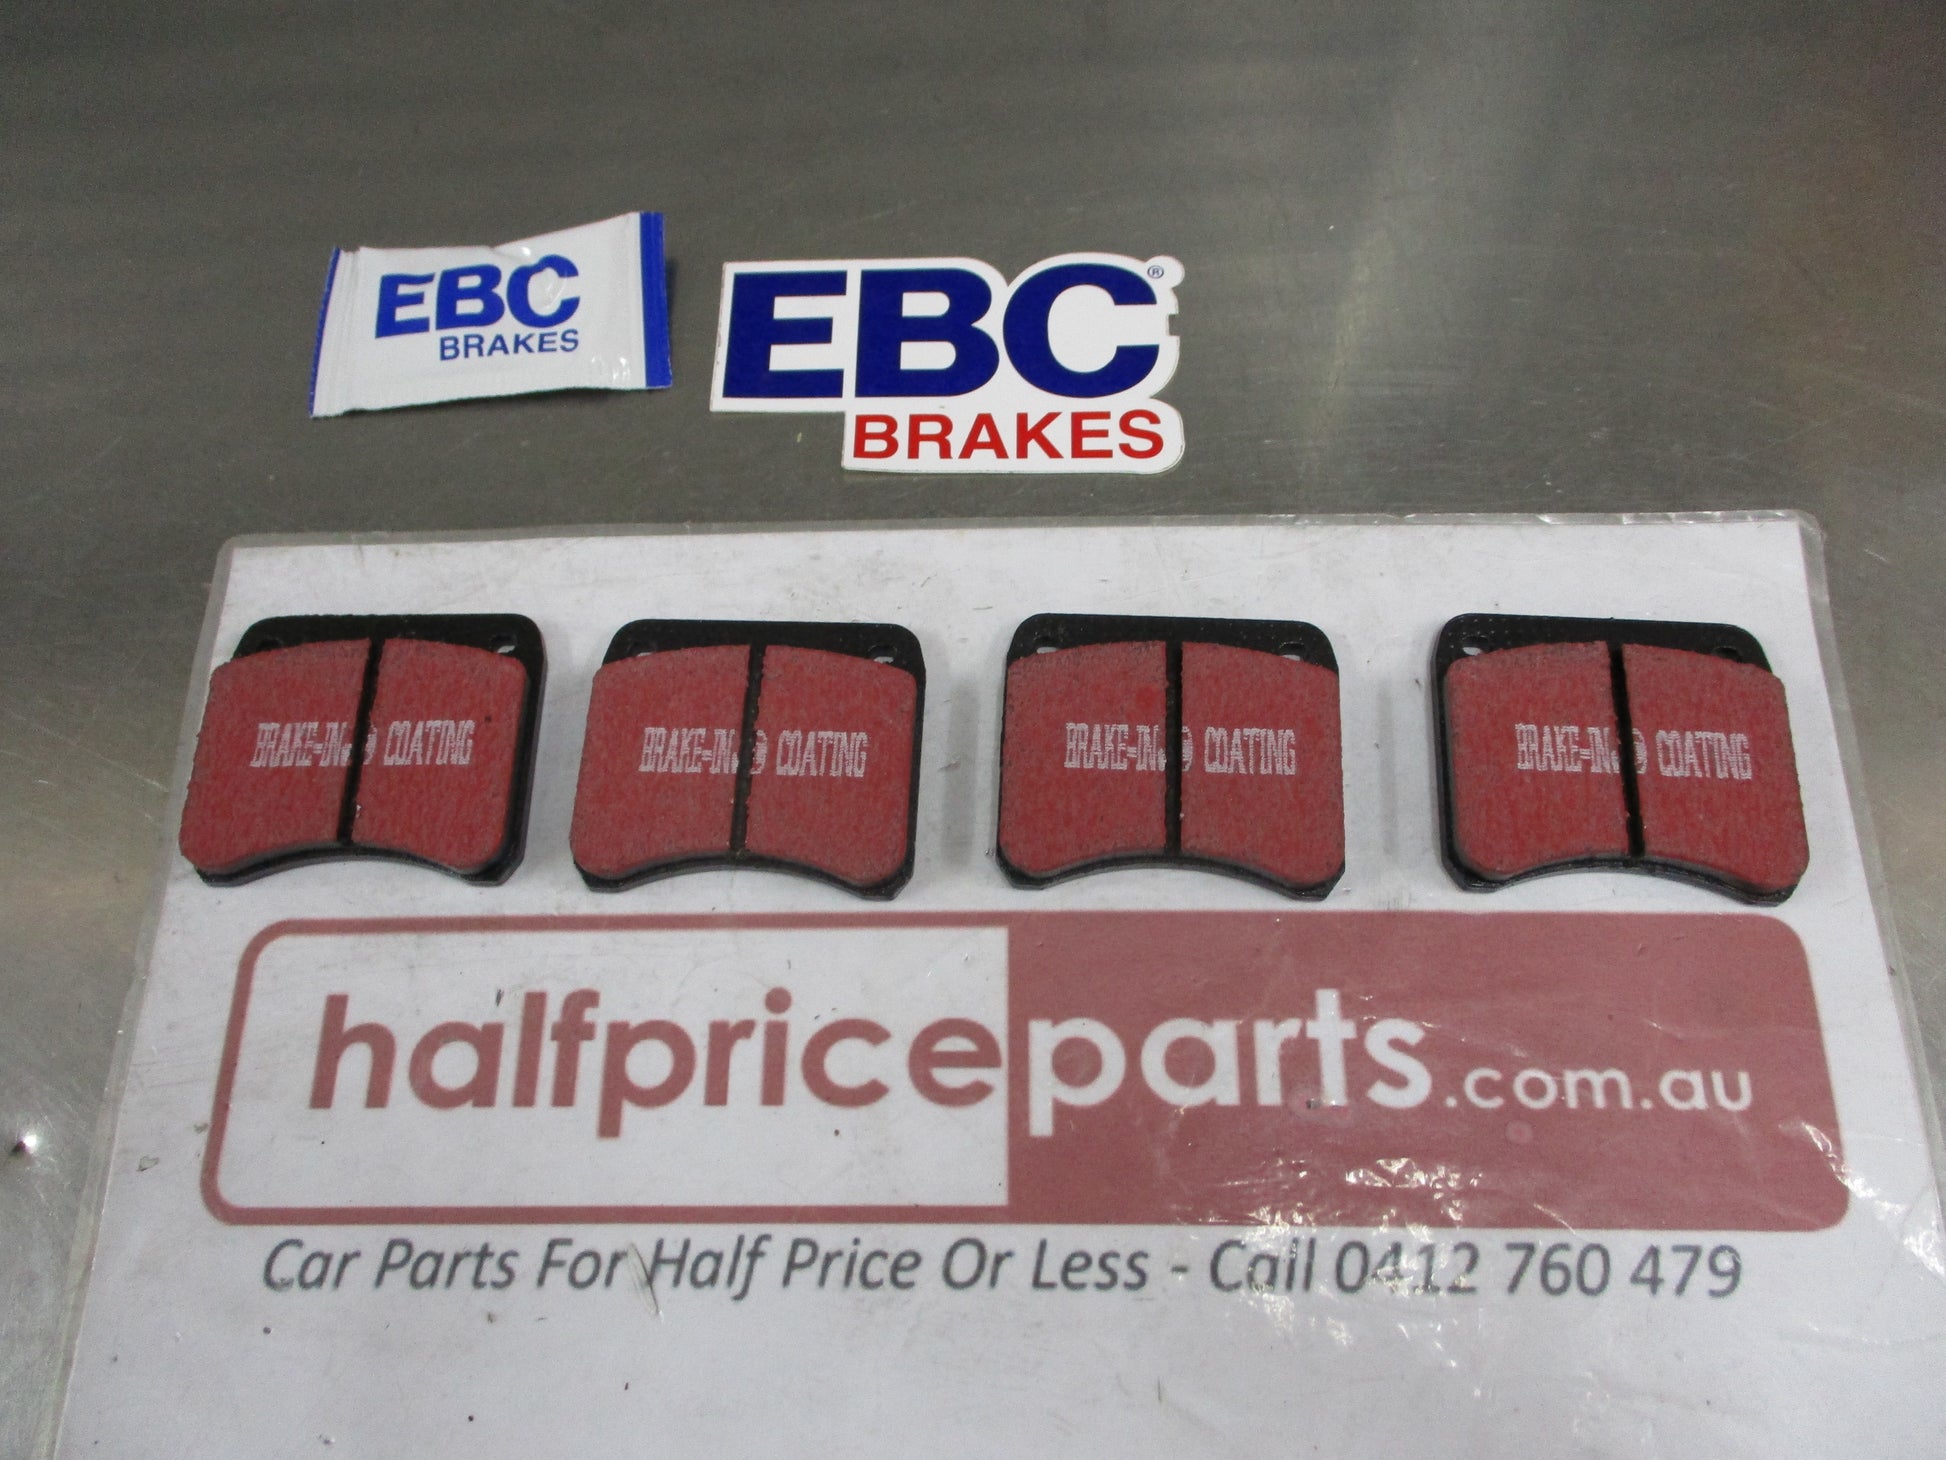 EBC
BRAKES
EBC®
BRAKES
BRAKE-IN COATING
BRAKE-IN COATING
BRAKE-IN COATING
BRAKE-IN COATING
halfpriceparts.com.au
Car Parts For Half Price Or Less - Call 0412 760 479